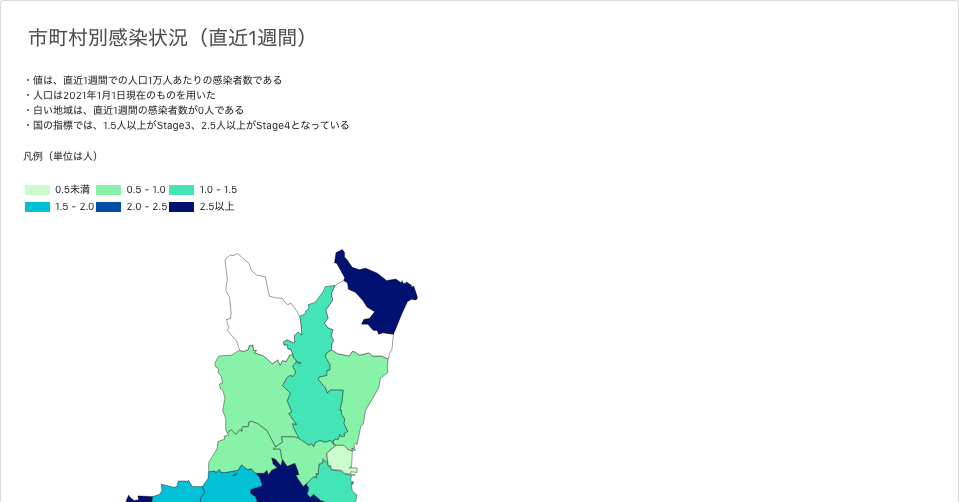 市町村別感染状況（直近1週間）
・値は、直近1週間での人口1万人あたりの感染者数である
・人口は2021年1月1日現在のものを用いた
・白い地域は、直近1週間の感染者数が0人である
・国の指標では、1.5人以上がStage3、2.5人以上がStage4となっている
凡例（単位は人）
0.5未満 0.5 - 1.0 1.0 - 1.5
1.5 - 2.0 2.0 - 2.5 2.5以上